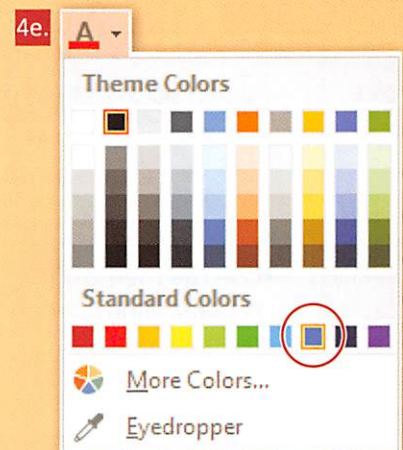 4e.
A
Theme Colors
Standard Colors
More Colors...
Eyedropper